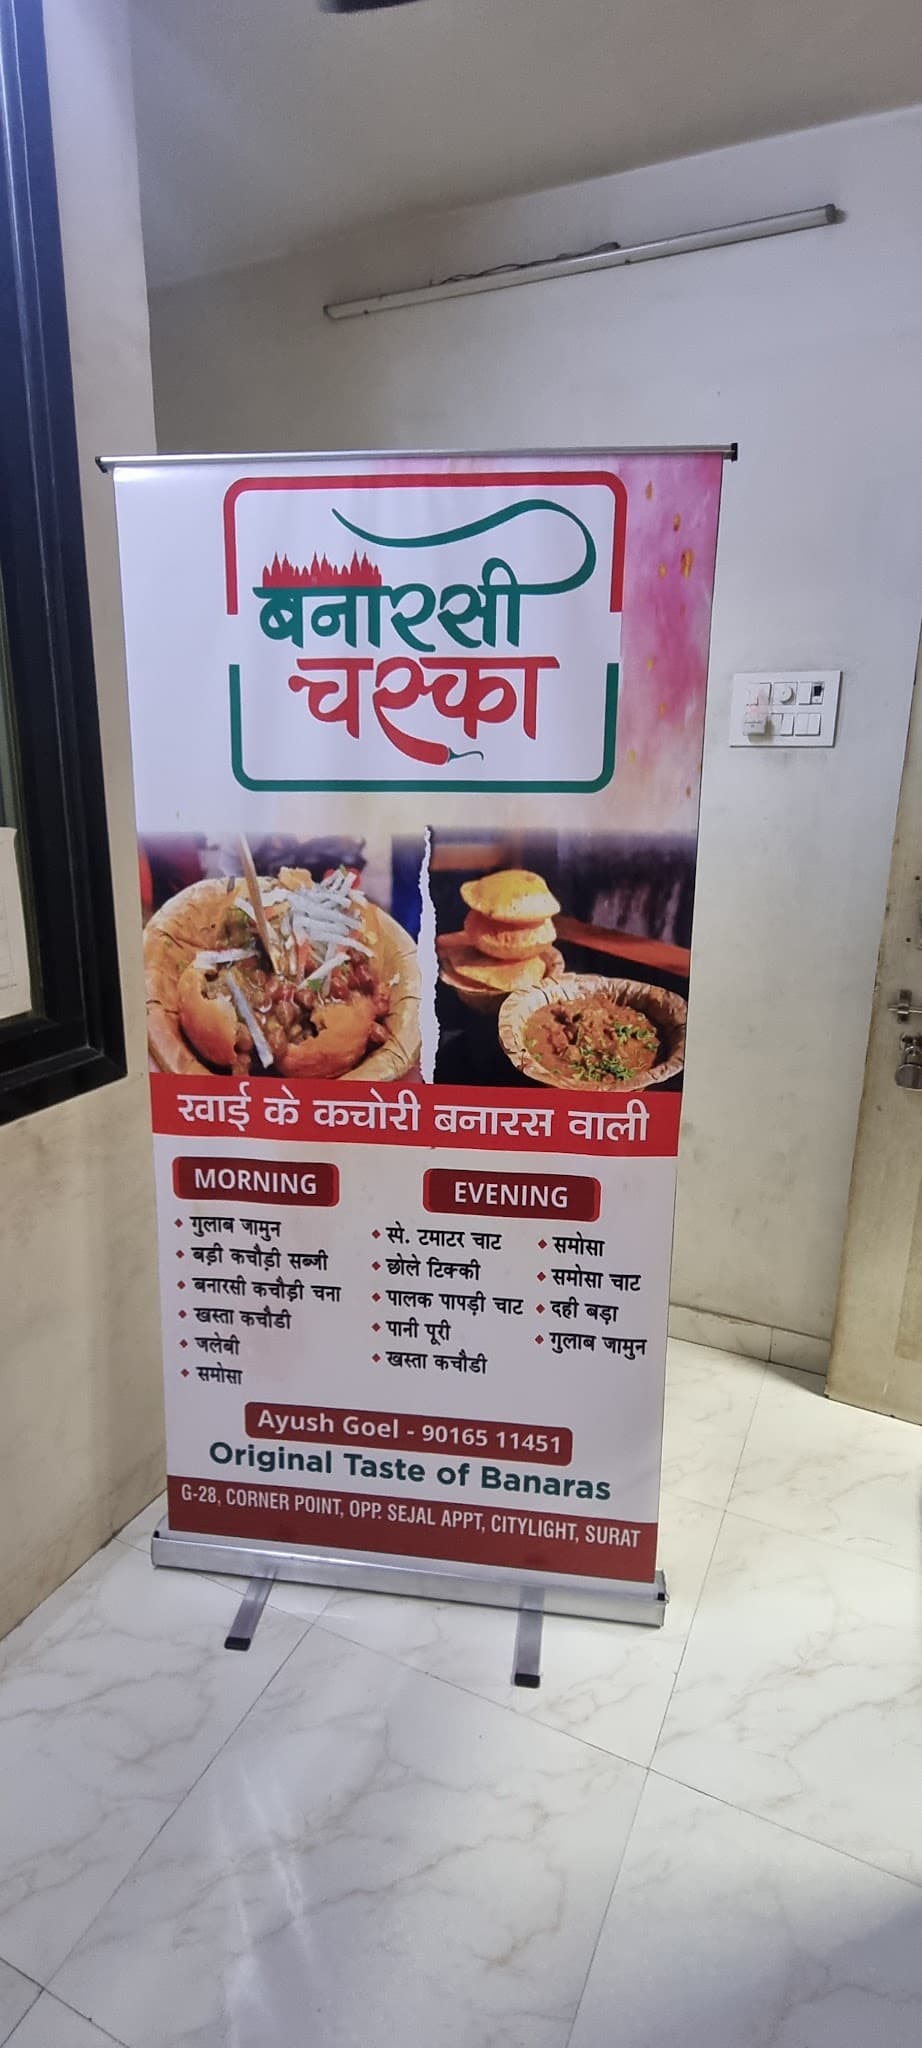 बनारसी
चस्का
खाई के कचोरी बनारस वाली
MORNING
गुलाब जामुन
बड़ी कचौड़ी सब्जी
बनारसी कचौड़ी चना
खस्ता कचौडी
जलेबी
समोसा
EVENING
स्पे. टमाटर चाट
छोले टिक्की
पालक पापड़ी चाट
पानी पूरी
खस्ता कचौडी
समोसा
समोसा चाट
दही बड़ा
गुलाब जामुन
Ayush Goel - 90165 11451
Original Taste of Banaras
G-28, CORNER POINT, OPP. SEJAL APPT, CITYLIGHT, SURAT